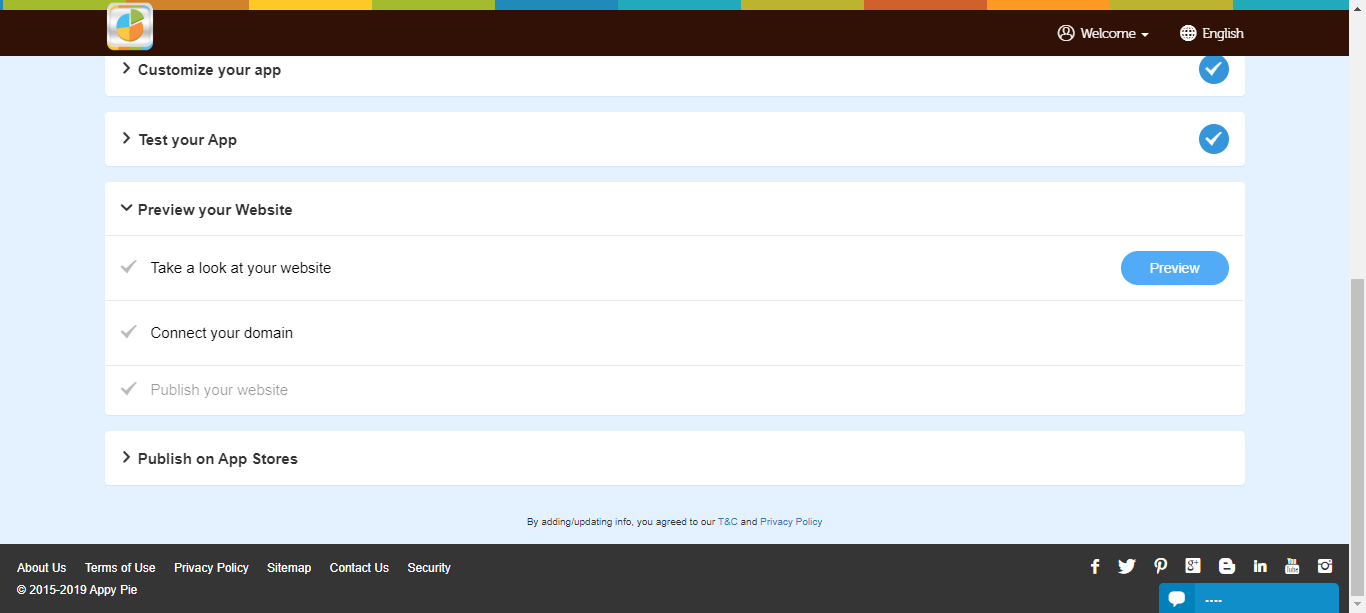 Welcome
English
Customize your app
Test your App
Preview your Website
Take a look at your website
Preview
Connect your domain
Publish your website
Publish on App Stores
By adding/updating info, you agreed to our T&C and Privacy Policy
About Us Terms of Use Privacy Policy Sitemap Contact Us Security
© 2015-2019 Appy Pie
----